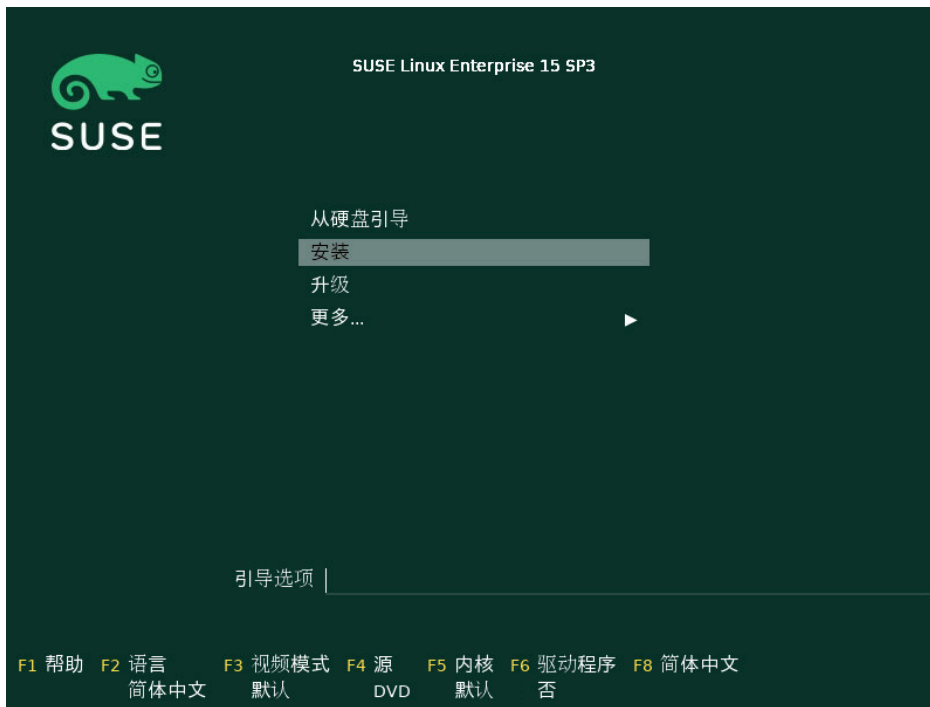 SUSE Linux Enterprise 15 SP3
SUSE
从硬盘引导
安装
升级
更多...
引导选项
F1 帮助 F2 语言 F3 视频模式 F4 源 F5 内核 F6 驱动程序 F8 简体中文
简体中文 默认 DVD 默认 否